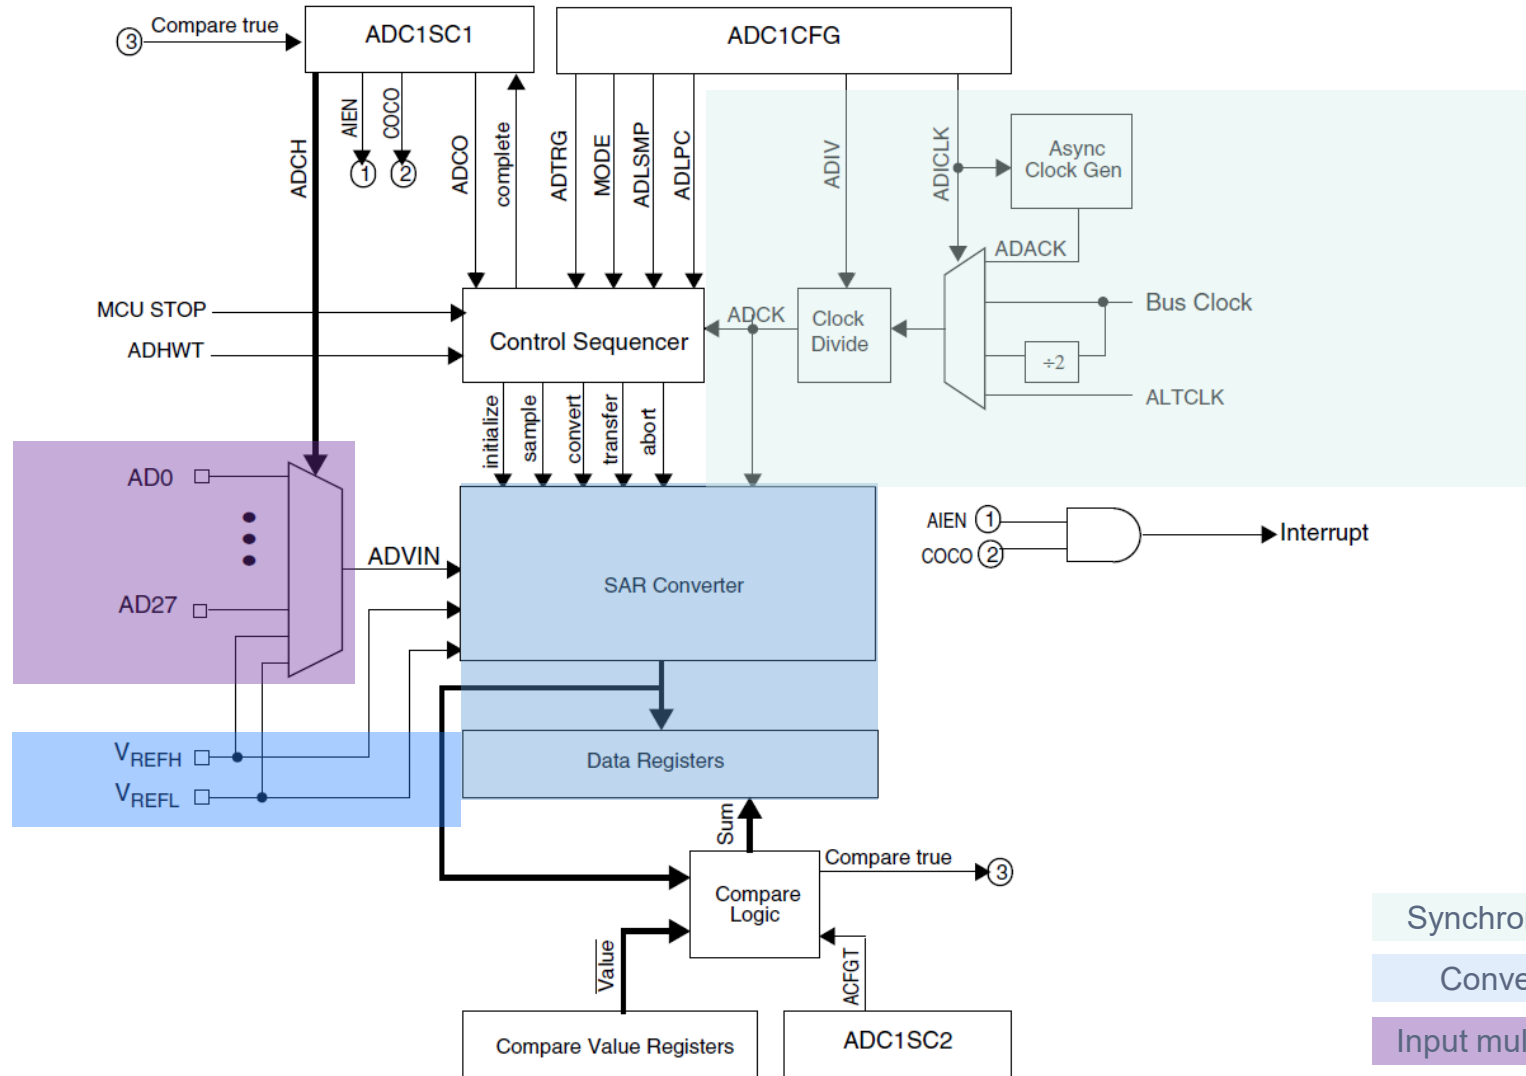 Compare true
3
ADC1SC1
ADC1CFG
ADCH
AIEN
COCO
1
2
ADCO
complete
ADTRG
MODE
ADLSMP
ADLPC
ADIV
ADICLK
Async
Clock Gen
ADACK
MCU STOP
ADHWT
Control Sequencer
ADCK
Clock
Divide
Bus Clock
÷2
ALTCLK
initialize
sample
convert
transfer
abort
AD0
AD27
ADVIN
SAR Converter
AIEN 1
COCO 2
Interrupt
VREFH
VREFL
Data Registers
Sum
Compare true
3
Compare
Logic
Value
ACFGT
Compare Value Registers
ADC1SC2
Synchro
Conve
Input mul